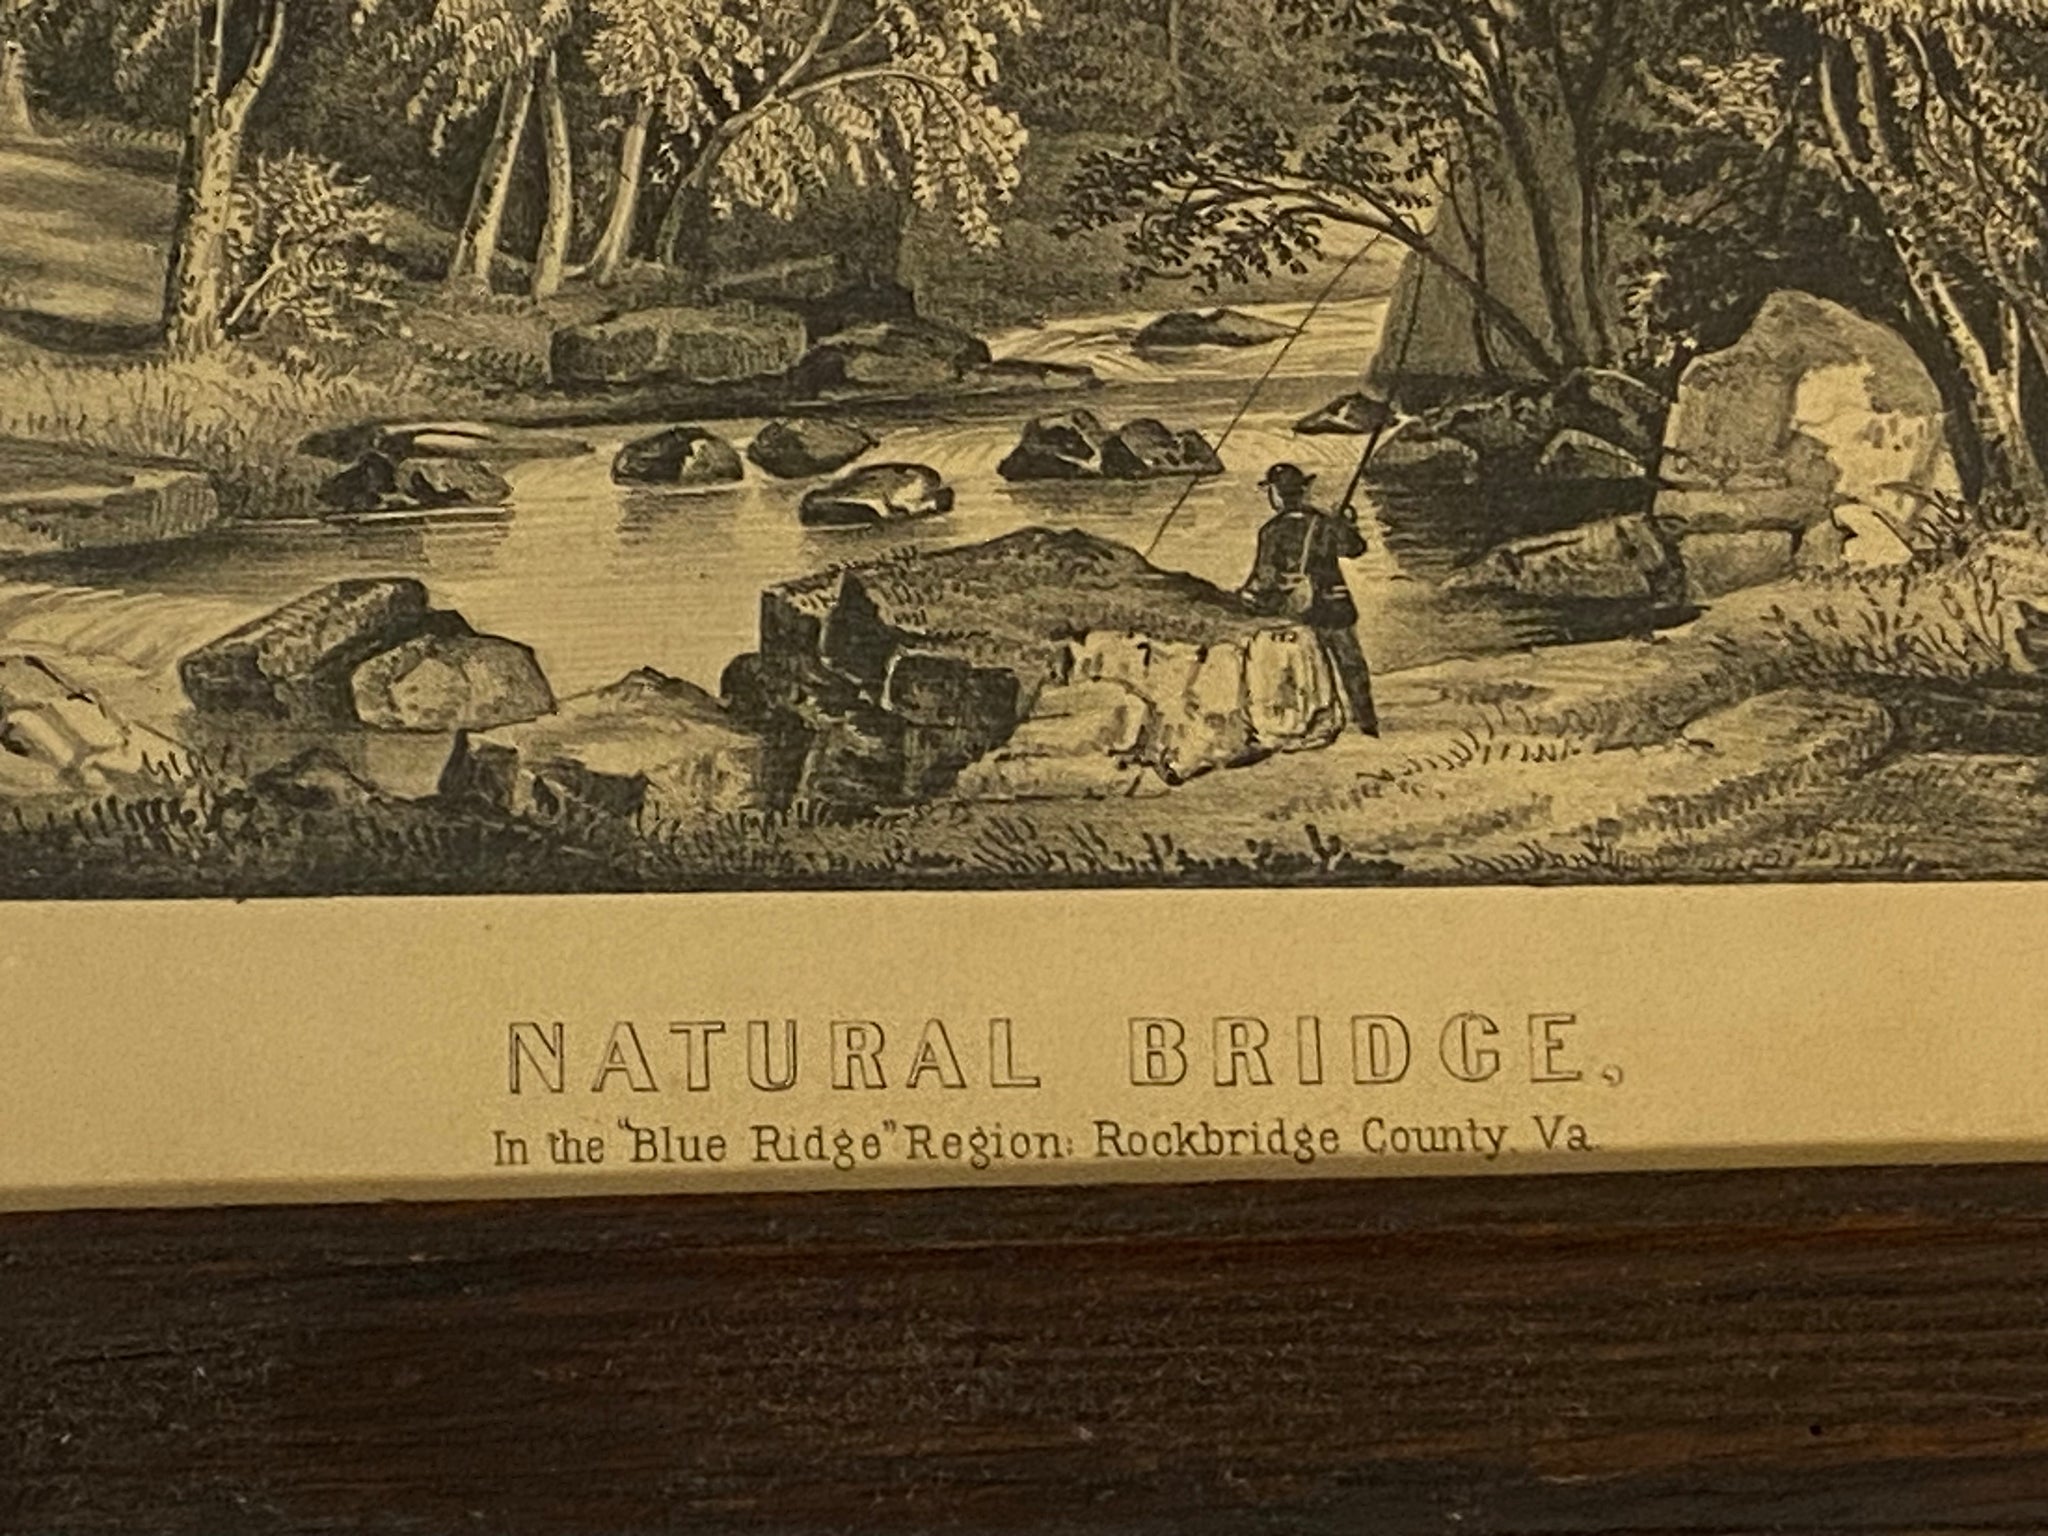 NATURAL BRIDGE,
In the "Blue Ridge" Region: Rockbridge County, Va.